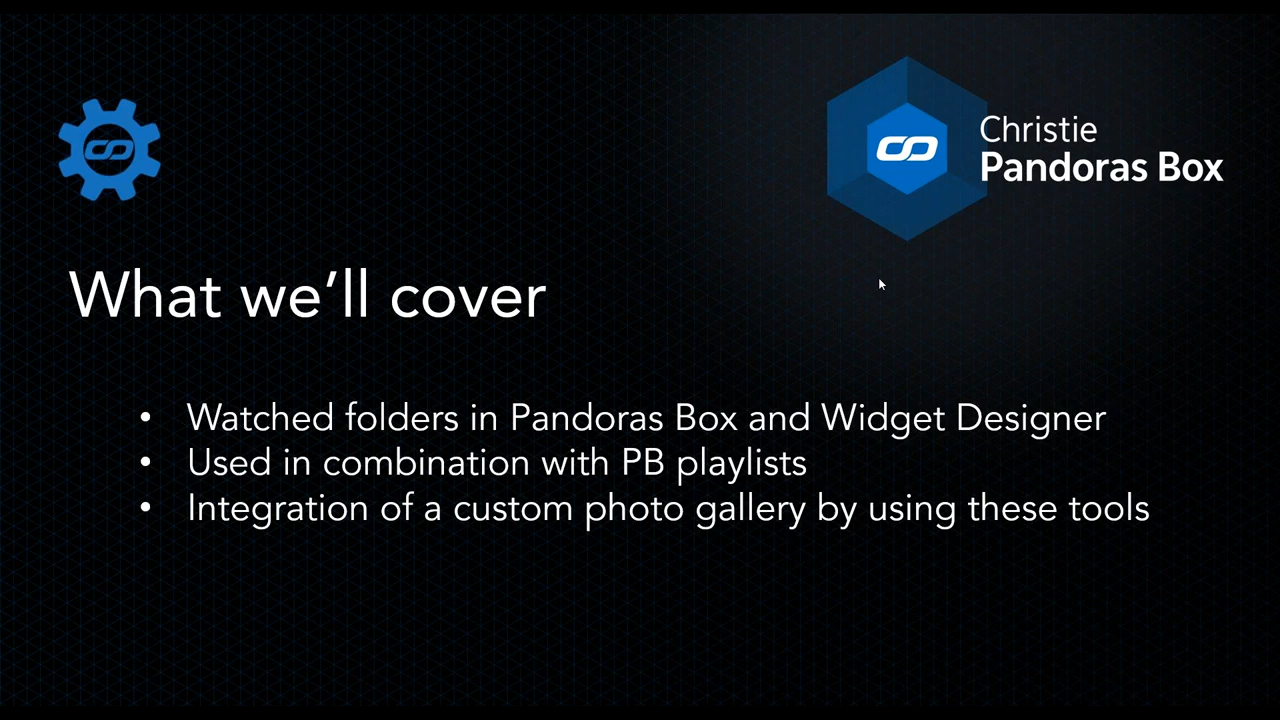 Christie
Pandoras Box
What we’ll cover
• Watched folders in Pandoras Box and Widget Designer
• Used in combination with PB playlists
• Integration of a custom photo gallery by using these tools